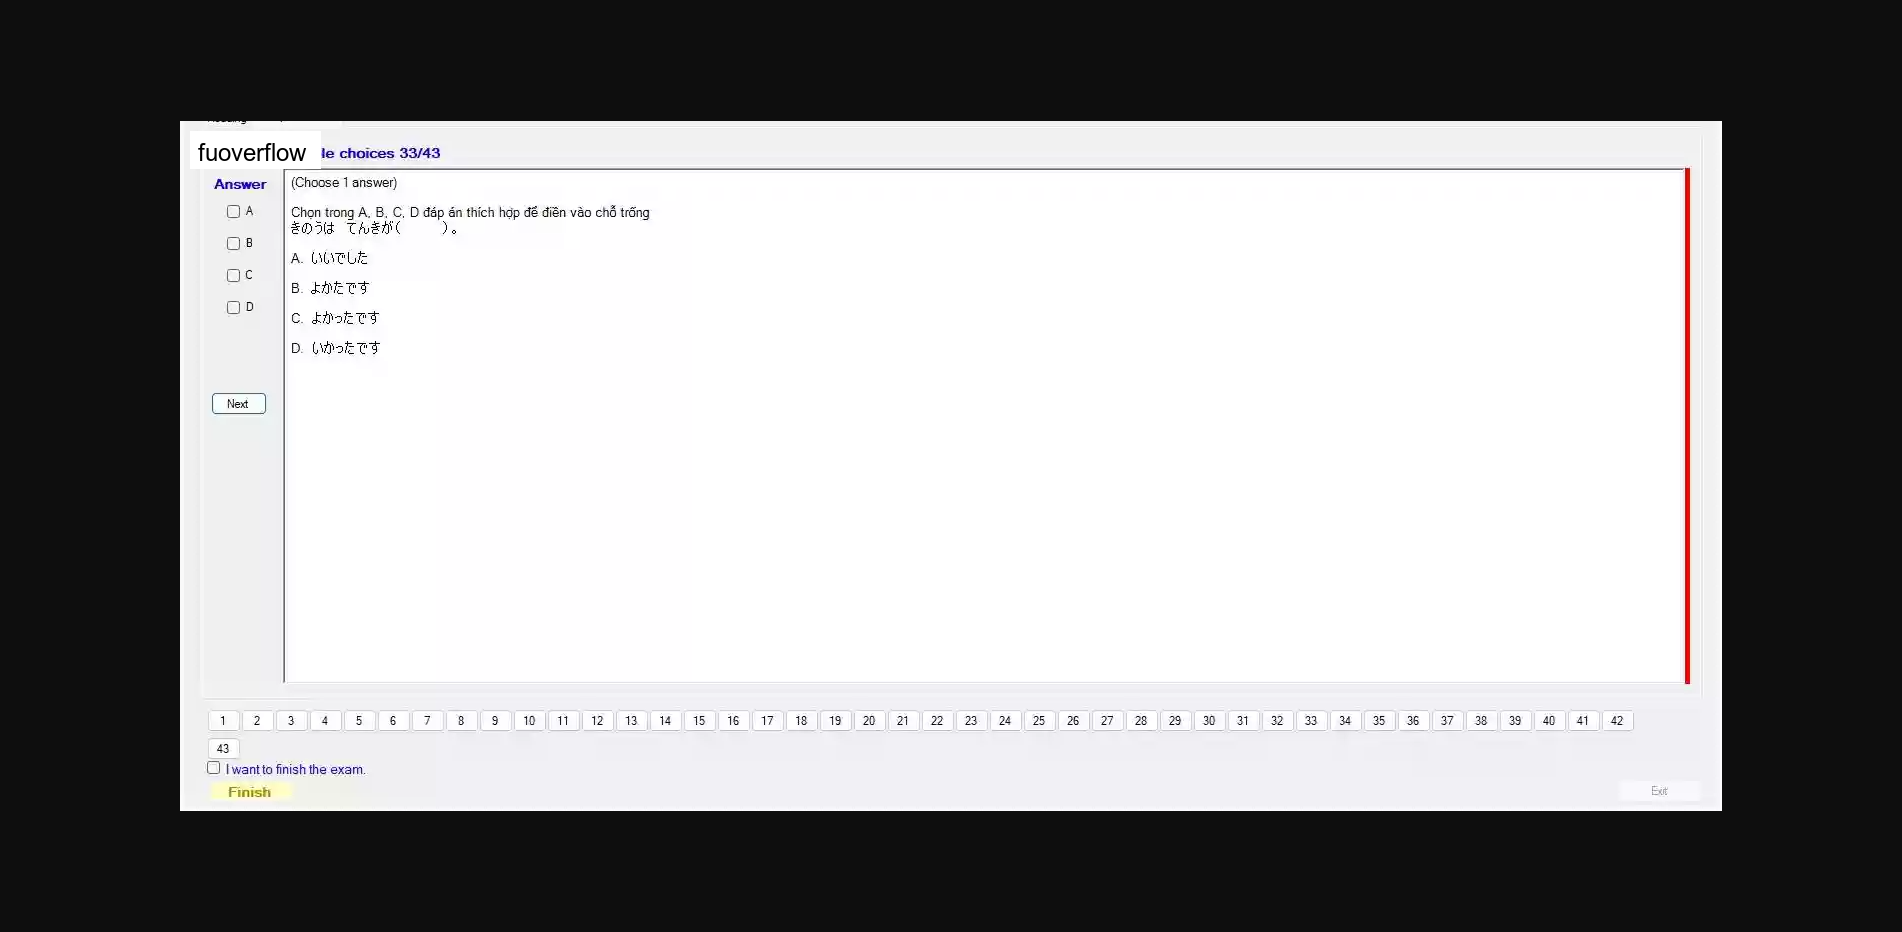 fuoverflow
le choices 33/43
Answer
(Choose 1 answer)
A
B
C
D
Chọn trong A, B, C, D đáp án thích hợp để điền vào chỗ trống
きのうは てんきが( )。
A. いいでした
B. よかたです
C. よかったです
D. いかったです
Next
1 2 3 4 5 6 7 8 9 10 11 12 13 14 15 16 17 18 19 20 21 22 23 24 25 26 27 28 29 30 31 32 33 34 35 36 37 38 39 40 41 42
43
I want to finish the exam.
Finish
Exit